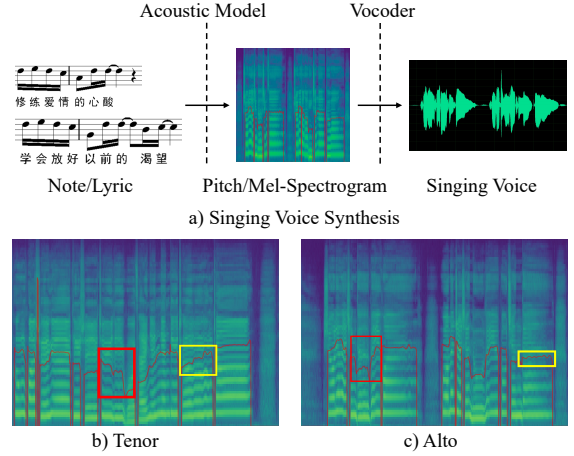 Acoustic Model Vocoder
修练爱情的心酸
学会放好以前的 渴望
Note/Lyric Pitch/Mel-Spectrogram Singing Voice
a) Singing Voice Synthesis
b) Tenor c) Alto